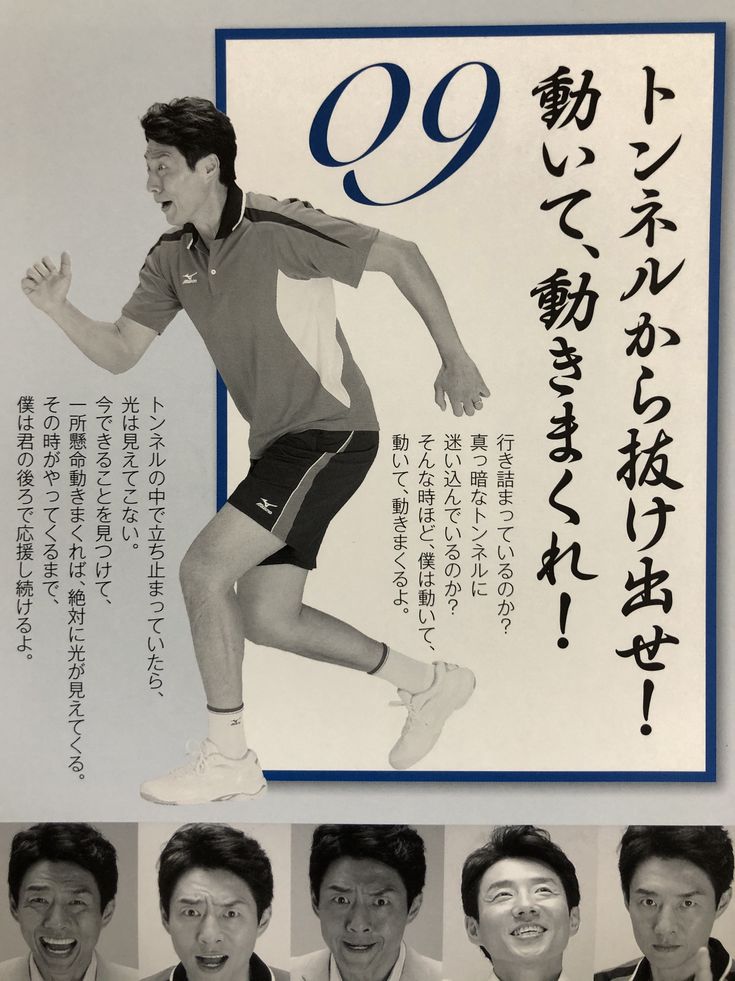 トンネルから抜け出せ!
動いて、動きまくれ!
09
行き詰まっているのか?
真っ暗なトンネルに
迷い込んでいるのか?
そんな時ほど、僕は動いて、
動いて、動きまくるよ。
トンネルの中で立ち止まっていたら、
光は見えてこない。
今できることを見つけて、
一所懸命動きまくれば、絶対に光が見えてくる。
その時がやってくるまで、
僕は君の後ろで応援し続けるよ。